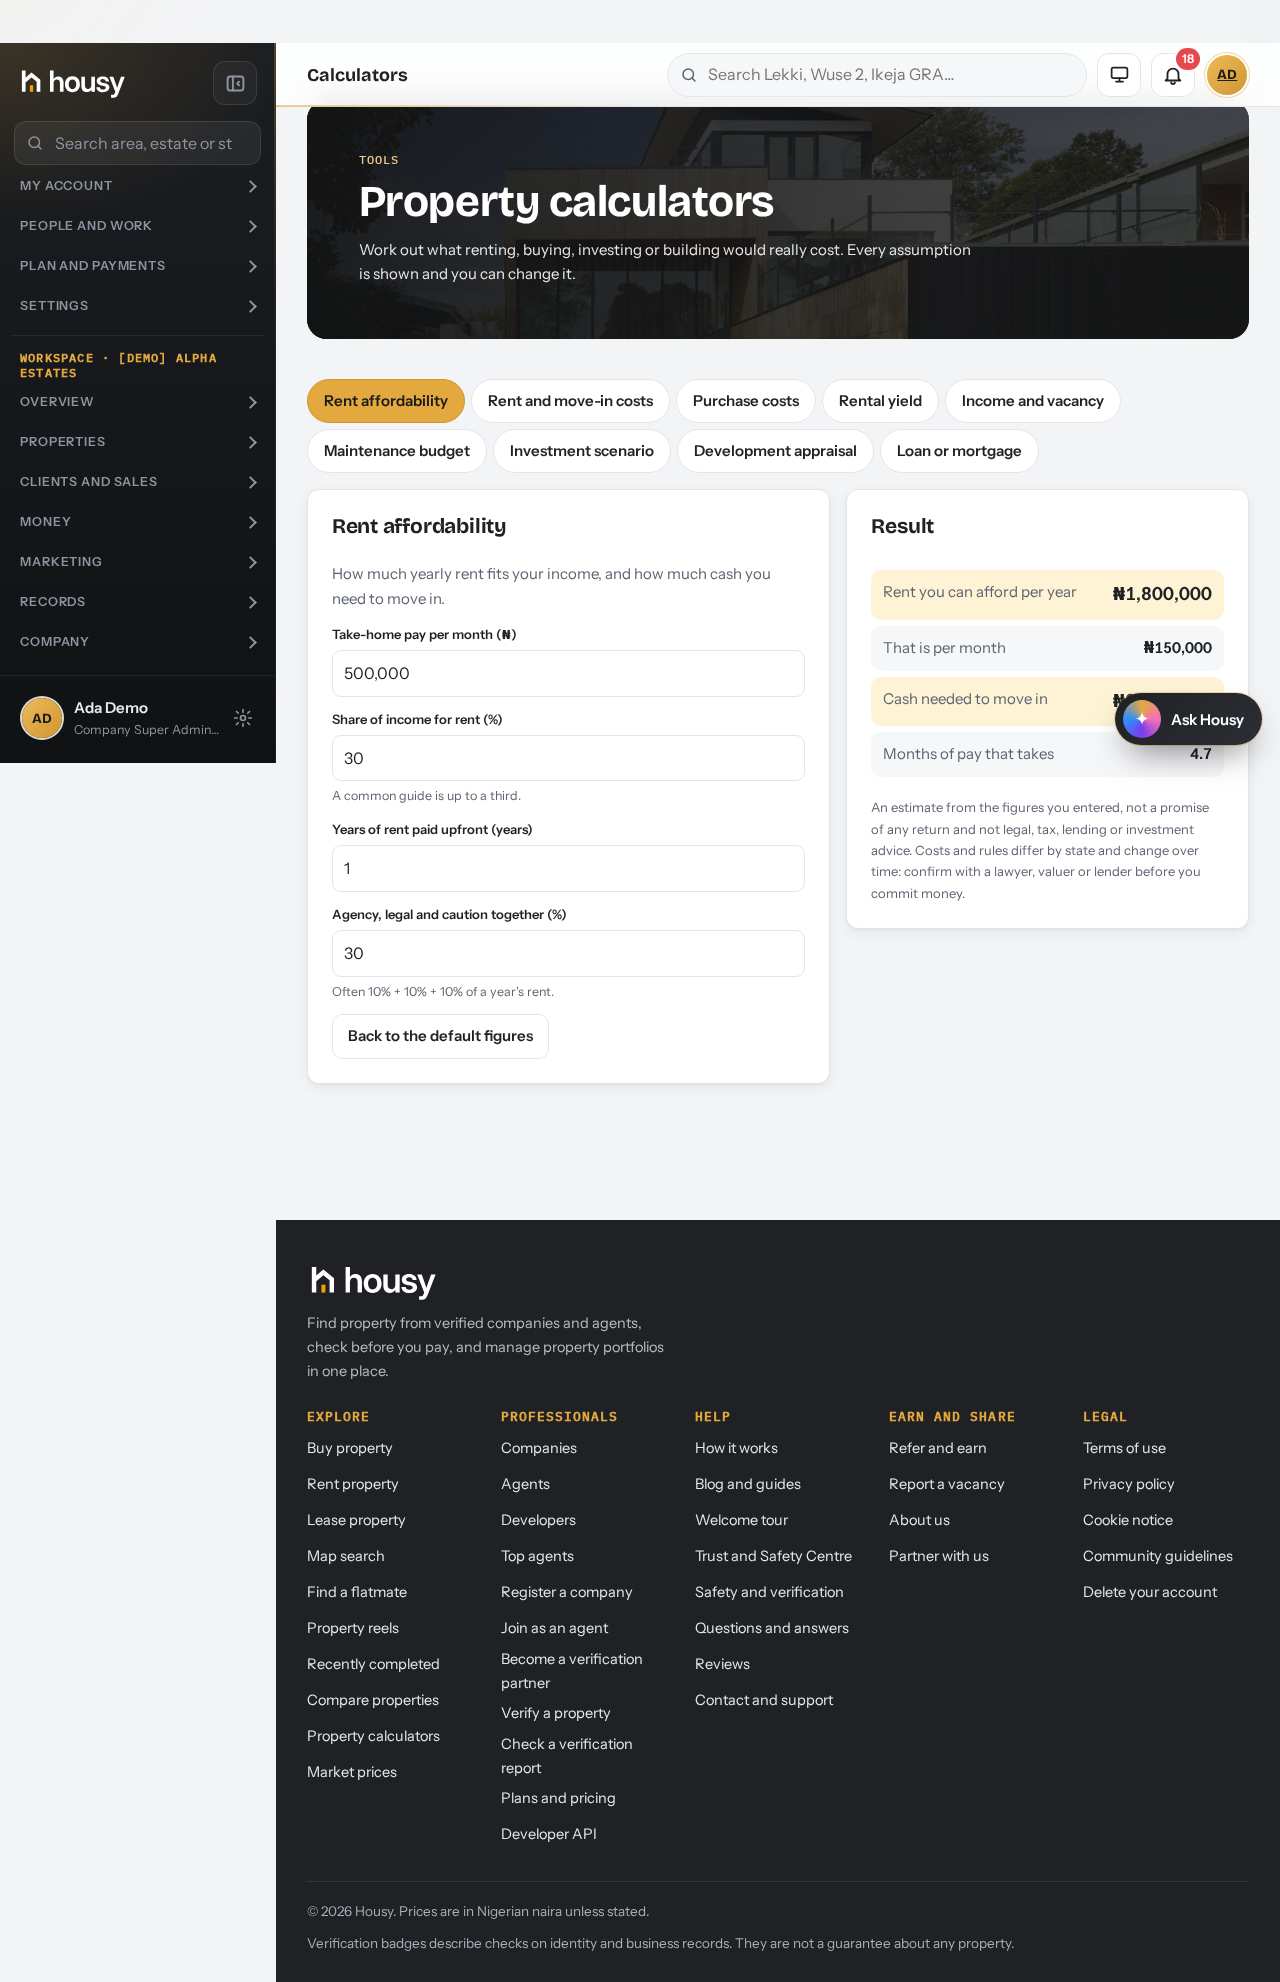 housy
Search area, estate or st
MY ACCOUNT
PEOPLE AND WORK
PLAN AND PAYMENTS
SETTINGS
WORKSPACE · [DEMO] ALPHA
ESTATES
OVERVIEW
PROPERTIES
CLIENTS AND SALES
MONEY
MARKETING
RECORDS
COMPANY
AD
Ada Demo
Company Super Admin...
Calculators
Search Lekki, Wuse 2, Ikeja GRA...
18
AD
TOOLS
Property calculators
Work out what renting, buying, investing or building would really cost. Every assumption
is shown and you can change it.
Rent affordability
Rent and move-in costs
Purchase costs
Rental yield
Income and vacancy
Maintenance budget
Investment scenario
Development appraisal
Loan or mortgage
Rent affordability
How much yearly rent fits your income, and how much cash you
need to move in.
Take-home pay per month (₦)
500,000
Share of income for rent (%)
30
A common guide is up to a third.
Years of rent paid upfront (years)
1
Agency, legal and caution together (%)
30
Often 10% + 10% + 10% of a year's rent.
Back to the default figures
Result
Rent you can afford per year
₦1,800,000
That is per month
₦150,000
Cash needed to move in
Ask Housy
Months of pay that takes
4.7
An estimate from the figures you entered, not a promise
of any return and not legal, tax, lending or investment
advice. Costs and rules differ by state and change over
time: confirm with a lawyer, valuer or lender before you
commit money.
housy
Find property from verified companies and agents,
check before you pay, and manage property portfolios
in one place.
EXPLORE
Buy property
Rent property
Lease property
Map search
Find a flatmate
Property reels
Recently completed
Compare properties
Property calculators
Market prices
PROFESSIONALS
Companies
Agents
Developers
Top agents
Register a company
Join as an agent
Become a verification
partner
Verify a property
Check a verification
report
Plans and pricing
Developer API
HELP
How it works
Blog and guides
Welcome tour
Trust and Safety Centre
Safety and verification
Questions and answers
Reviews
Contact and support
EARN AND SHARE
Refer and earn
Report a vacancy
About us
Partner with us
LEGAL
Terms of use
Privacy policy
Cookie notice
Community guidelines
Delete your account
© 2026 Housy. Prices are in Nigerian naira unless stated.
Verification badges describe checks on identity and business records. They are not a guarantee about any property.